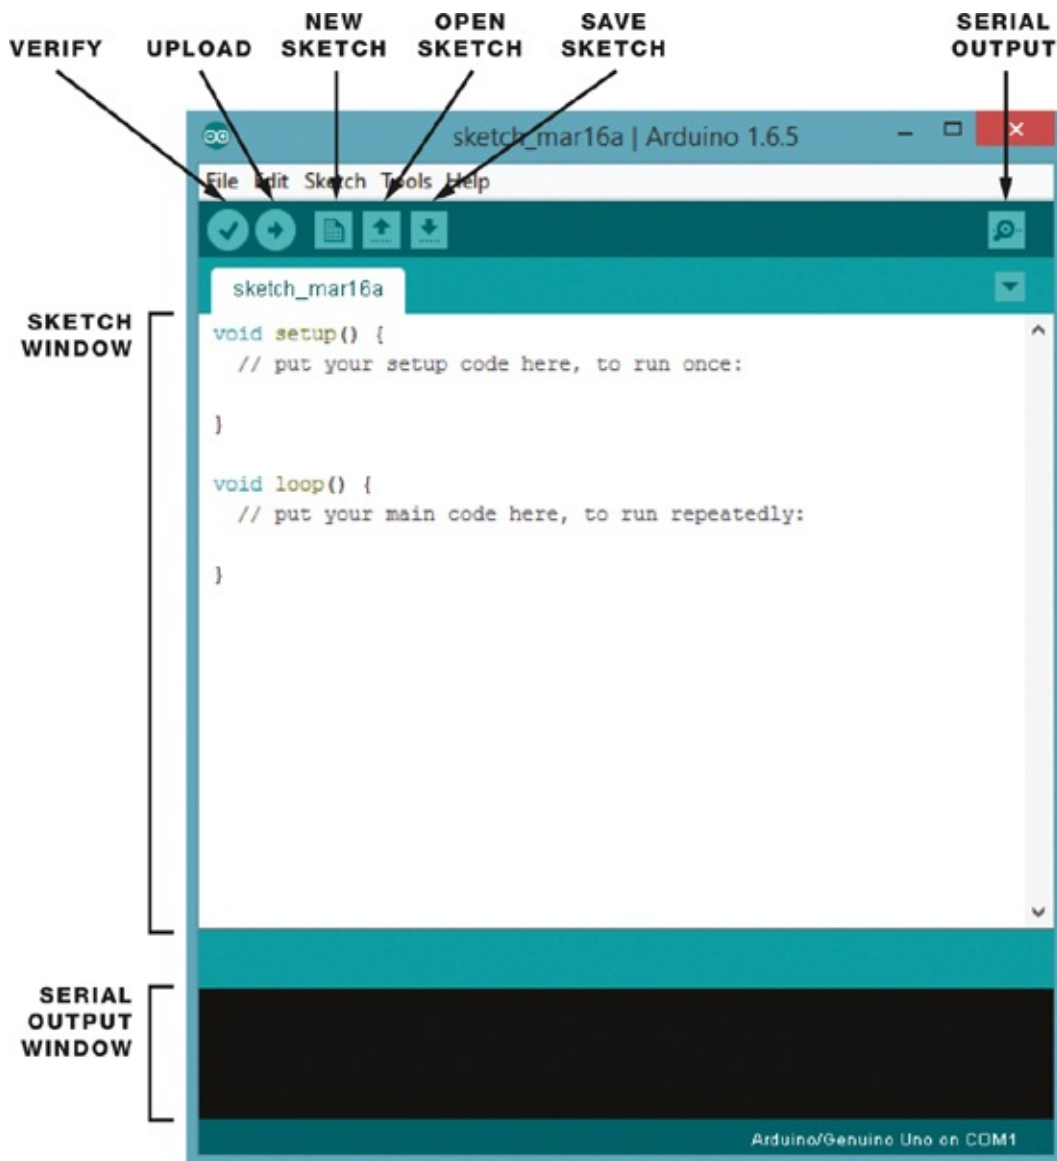 VERIFY
UPLOAD
NEW
SKETCH
OPEN
SKETCH
SAVE
SKETCH
SERIAL
OUTPUT
sketch_mar16a | Arduino 1.6.5
File Edit Sketch Tools Help
sketch_mar16a
SKETCH
WINDOW
void setup() {
  // put your setup code here, to run once:
}
void loop() {
  // put your main code here, to run repeatedly:
}
SERIAL
OUTPUT
WINDOW
Arduino/Genuino Uno on COM1